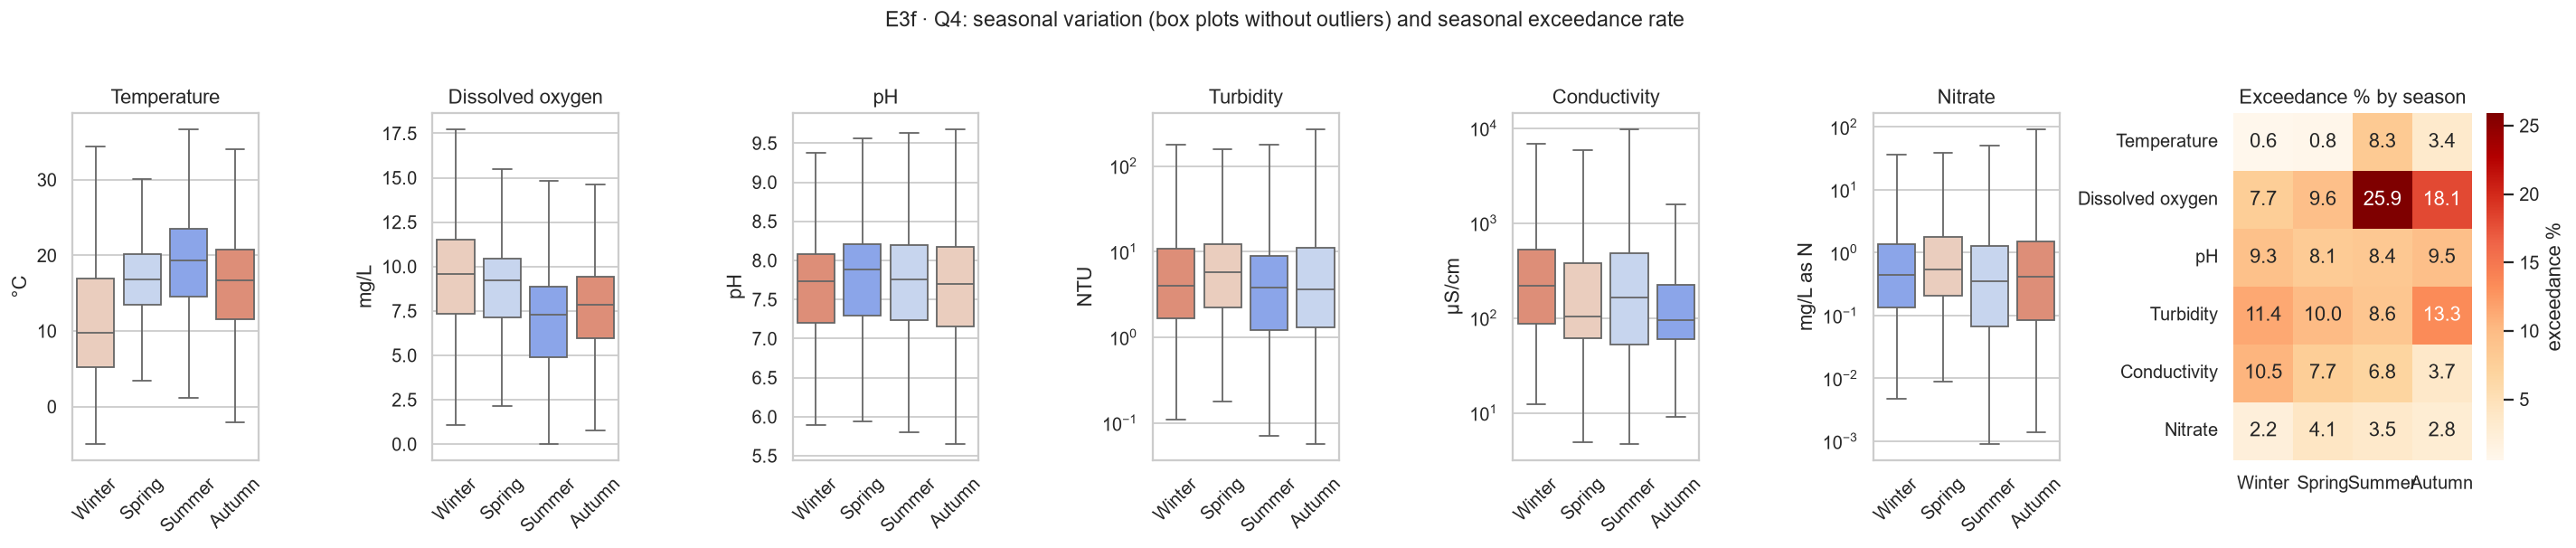 E3f · Q4: seasonal variation (box plots without outliers) and seasonal exceedance rate
Temperature
°C
30
20
10
0
Winter
Spring
Summer
Autumn
Dissolved oxygen
mg/L
17.5
15.0
12.5
10.0
7.5
5.0
2.5
0.0
Winter
Spring
Summer
Autumn
pH
pH
9.5
9.0
8.5
8.0
7.5
7.0
6.5
6.0
5.5
Winter
Spring
Summer
Autumn
Turbidity
NTU
10²
10¹
10⁰
10⁻¹
Winter
Spring
Summer
Autumn
Conductivity
µS/cm
10⁴
10³
10²
10¹
Winter
Spring
Summer
Autumn
Nitrate
mg/L as N
10²
10¹
10⁰
10⁻¹
10⁻²
10⁻³
Winter
Spring
Summer
Autumn
Exceedance % by season
Temperature 0.6 0.8 8.3 3.4
Dissolved oxygen 7.7 9.6 25.9 18.1
pH 9.3 8.1 8.4 9.5
Turbidity 11.4 10.0 8.6 13.3
Conductivity 10.5 7.7 6.8 3.7
Nitrate 2.2 4.1 3.5 2.8
Winter Spring Summer Autumn
25
20
15
10
5
exceedance %